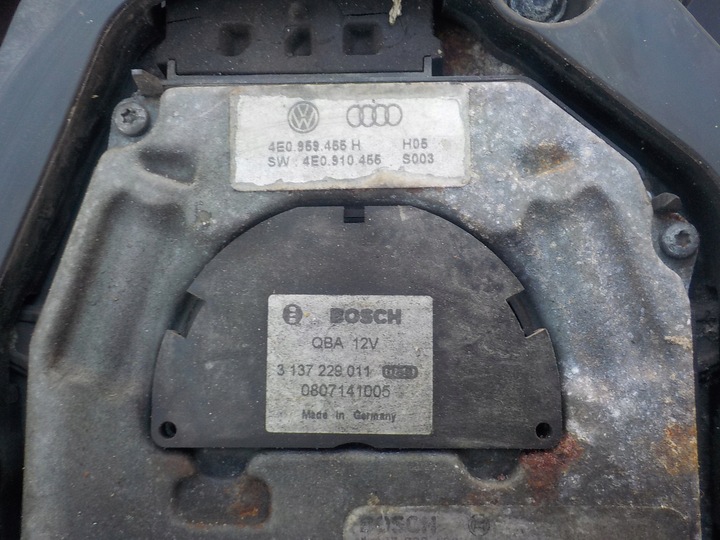 4E0.959.455 H H05
SW : 4E0.910.455 S003
BOSCH
QBA 12V
3 137 229 011
0807141005
Made in Germany
BOSCH